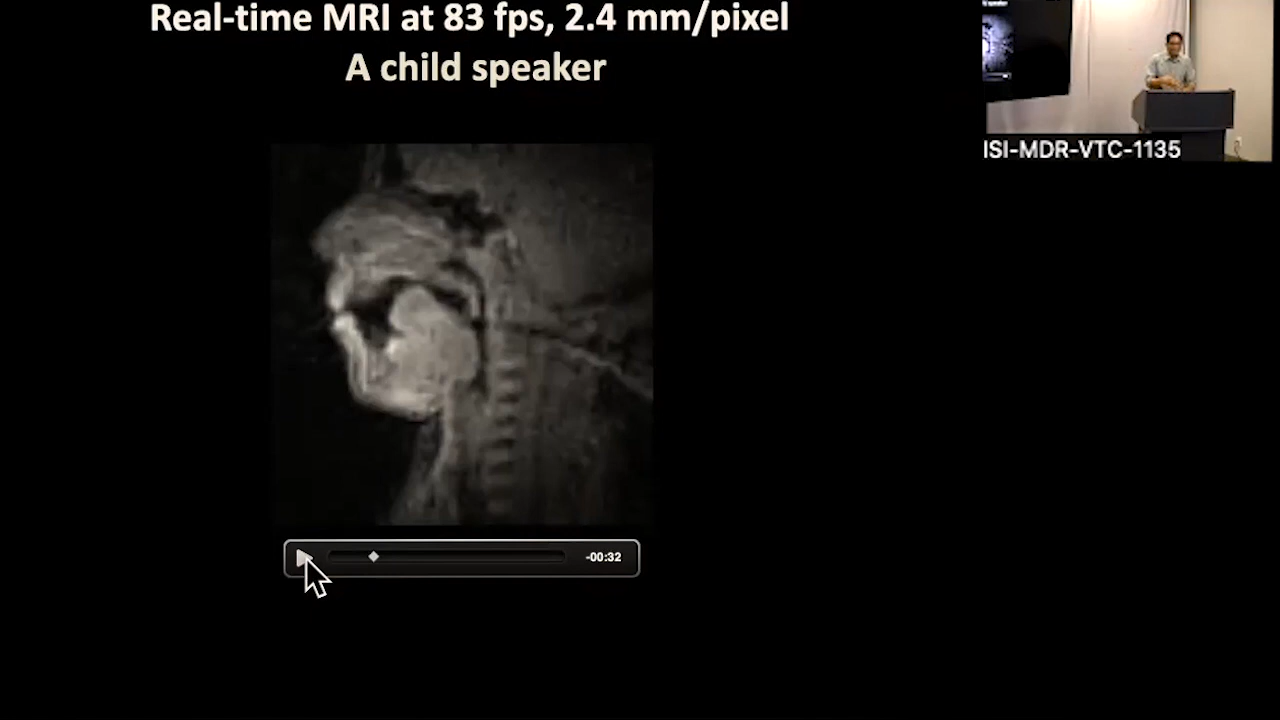 Real-time MRI at 83 fps, 2.4 mm/pixel
A child speaker
ISI-MDR-VTC-1135
-00:32